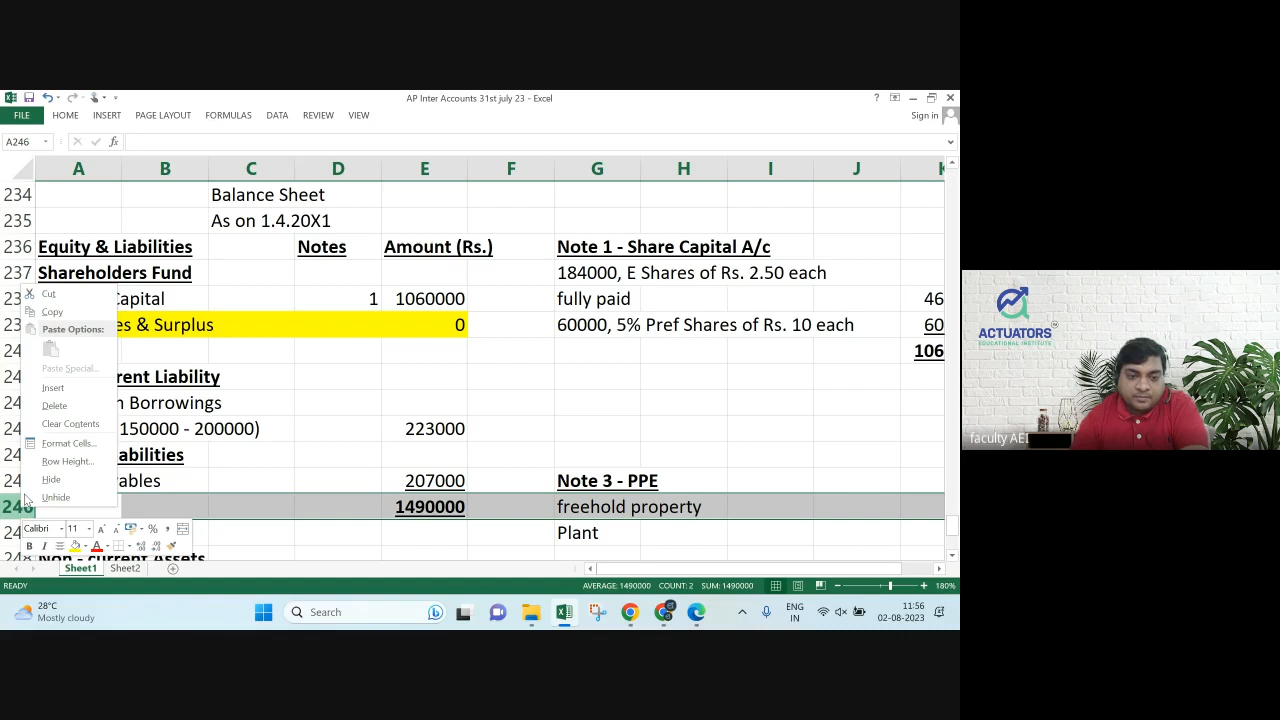 AP Inter Accounts 31st july 23 - Excel
FILE HOME INSERT PAGE LAYOUT FORMULAS DATA REVIEW VIEW
Sign in
A246
A B C D E F G H I J K
234 Balance Sheet
235 As on 1.4.20X1
236 Equity & Liabilities Notes Amount (Rs.) Note 1 - Share Capital A/c
237 Shareholders Fund 184000, E Shares of Rs. 2.50 each
Capital 1 1060000 fully paid 46
& Surplus 0 60000, 5% Pref Shares of Rs. 10 each 60
106
rent Liability
Borrowings
150000 - 200000) 223000
abilities
ables 207000 Note 3 - PPE
1490000 freehold property
Plant
Non - current Assets
Cut
Copy
Paste Options:
Paste Special...
Insert
Delete
Clear Contents
Format Cells...
Row Height...
Hide
Unhide
Calibri 11
Sheet1 Sheet2
READY AVERAGE: 1490000 COUNT: 2 SUM: 1490000 180%
28°C
Mostly cloudy
Search
ENG
IN
11:56
02-08-2023
ACTUATORS
EDUCATIONAL INSTITUTE
faculty AEI